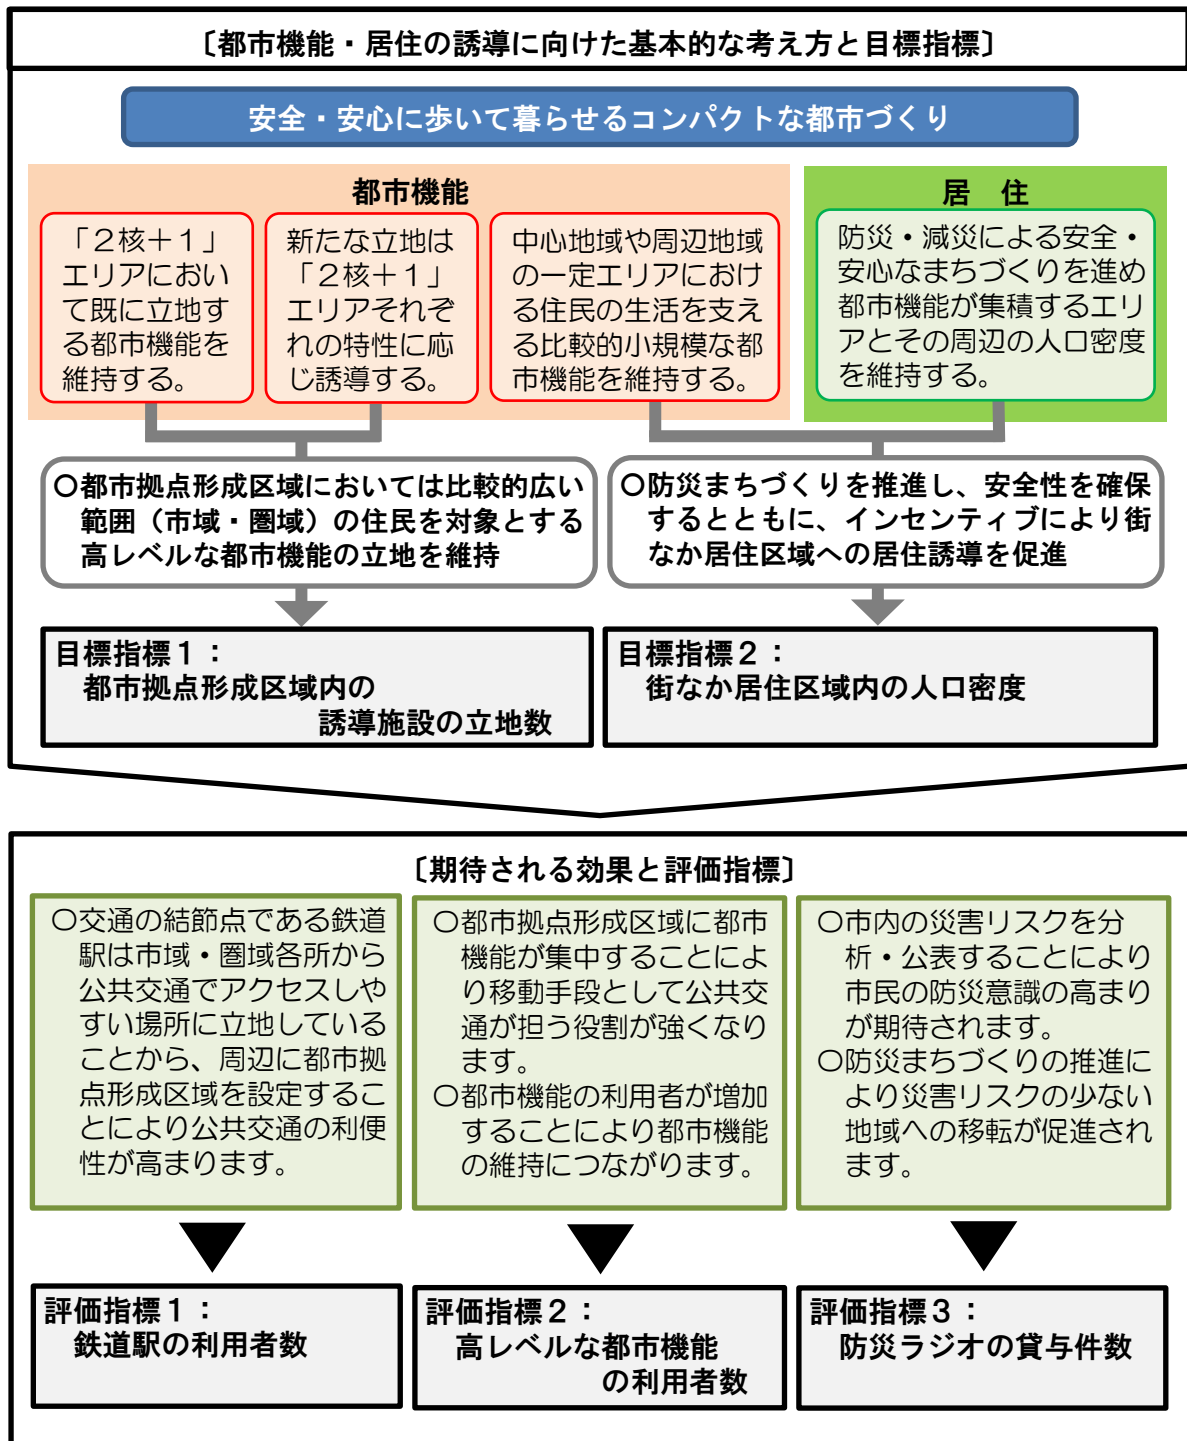 〔都市機能・居住の誘導に向けた基本的な考え方と目標指標〕
安全・安心に歩いて暮らせるコンパクトな都市づくり
都市機能
「２核＋１」
エリアにおい
て既に立地す
る都市機能を
維持する。
新たな立地は
「２核＋１」
エリアそれぞ
れの特性に応
じ誘導する。
中心地域や周辺地域
の一定エリアにおけ
る住民の生活を支え
る比較的小規模な都
市機能を維持する。
居　住
防災・減災による安全・
安心なまちづくりを進め
都市機能が集積するエリ
アとその周辺の人口密度
を維持する。
〇都市拠点形成区域においては比較的広い
範囲（市域・圏域）の住民を対象とする
高レベルな都市機能の立地を維持
〇防災まちづくりを推進し、安全性を確保
するとともに、インセンティブにより街
なか居住区域への居住誘導を促進
目標指標１：
都市拠点形成区域内の
誘導施設の立地数
目標指標２：
街なか居住区域内の人口密度
〔期待される効果と評価指標〕
〇交通の結節点である鉄道
駅は市域・圏域各所から
公共交通でアクセスしや
すい場所に立地している
ことから、周辺に都市拠
点形成区域を設定するこ
とにより公共交通の利便
性が高まります。
〇都市拠点形成区域に都市
機能が集中することによ
り移動手段として公共交
通が担う役割が強くなり
ます。
〇都市機能の利用者が増加
することにより都市機能
の維持につながります。
〇市内の災害リスクを分
析・公表することにより
市民の防災意識の高まり
が期待されます。
〇防災まちづくりの推進に
より災害リスクの少ない
地域への移転が促進され
ます。
評価指標１：
鉄道駅の利用者数
評価指標２：
高レベルな都市機能
の利用者数
評価指標３：
防災ラジオの貸与件数